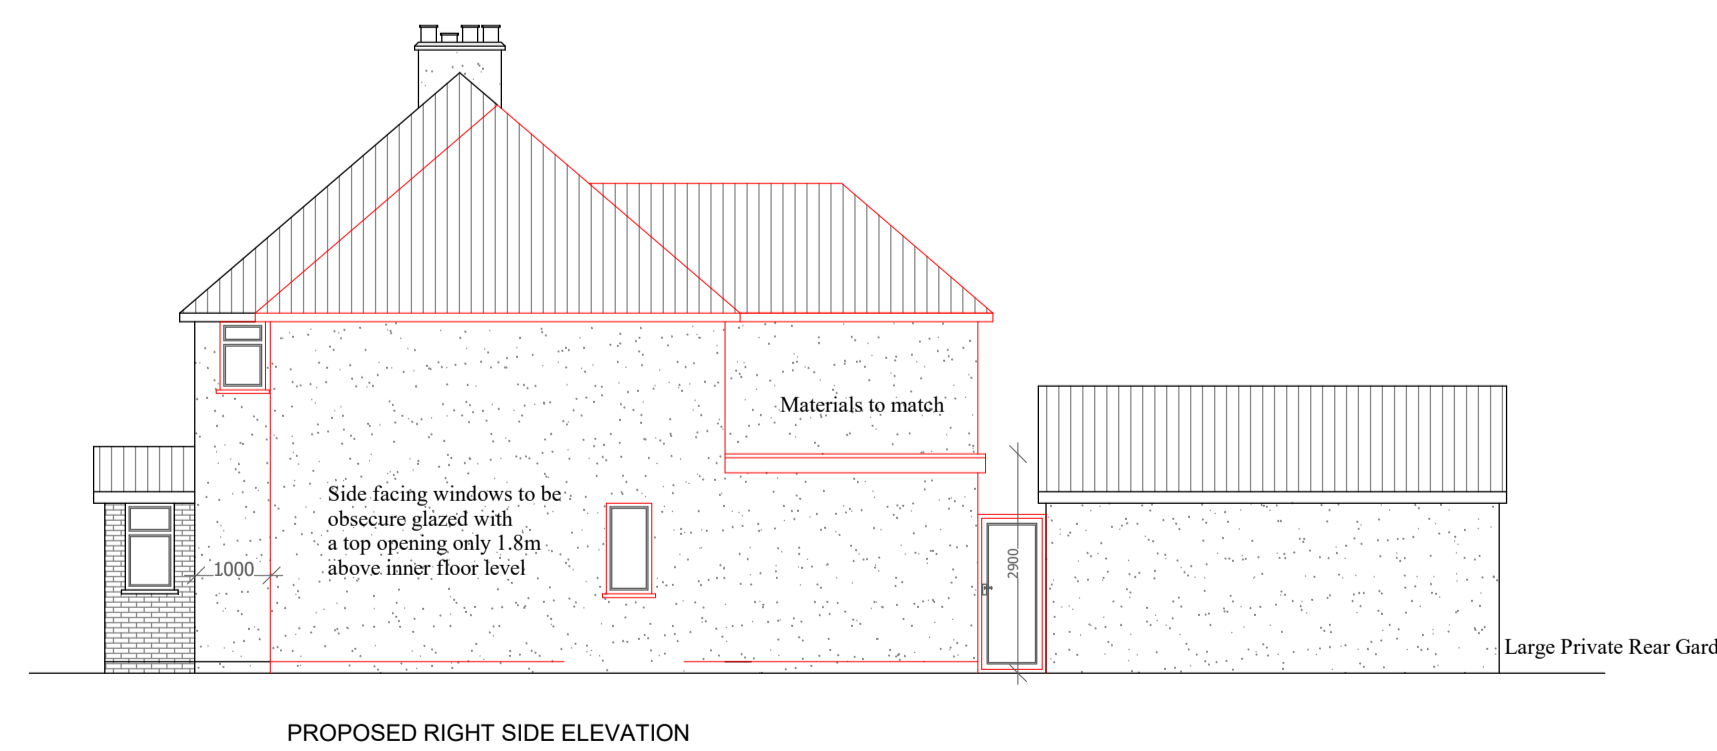 Materials to match
Side facing windows to be
obsecure glazed with
a top opening only 1.8m
above inner floor level
1000
2900
Large Private Rear Gard
PROPOSED RIGHT SIDE ELEVATION